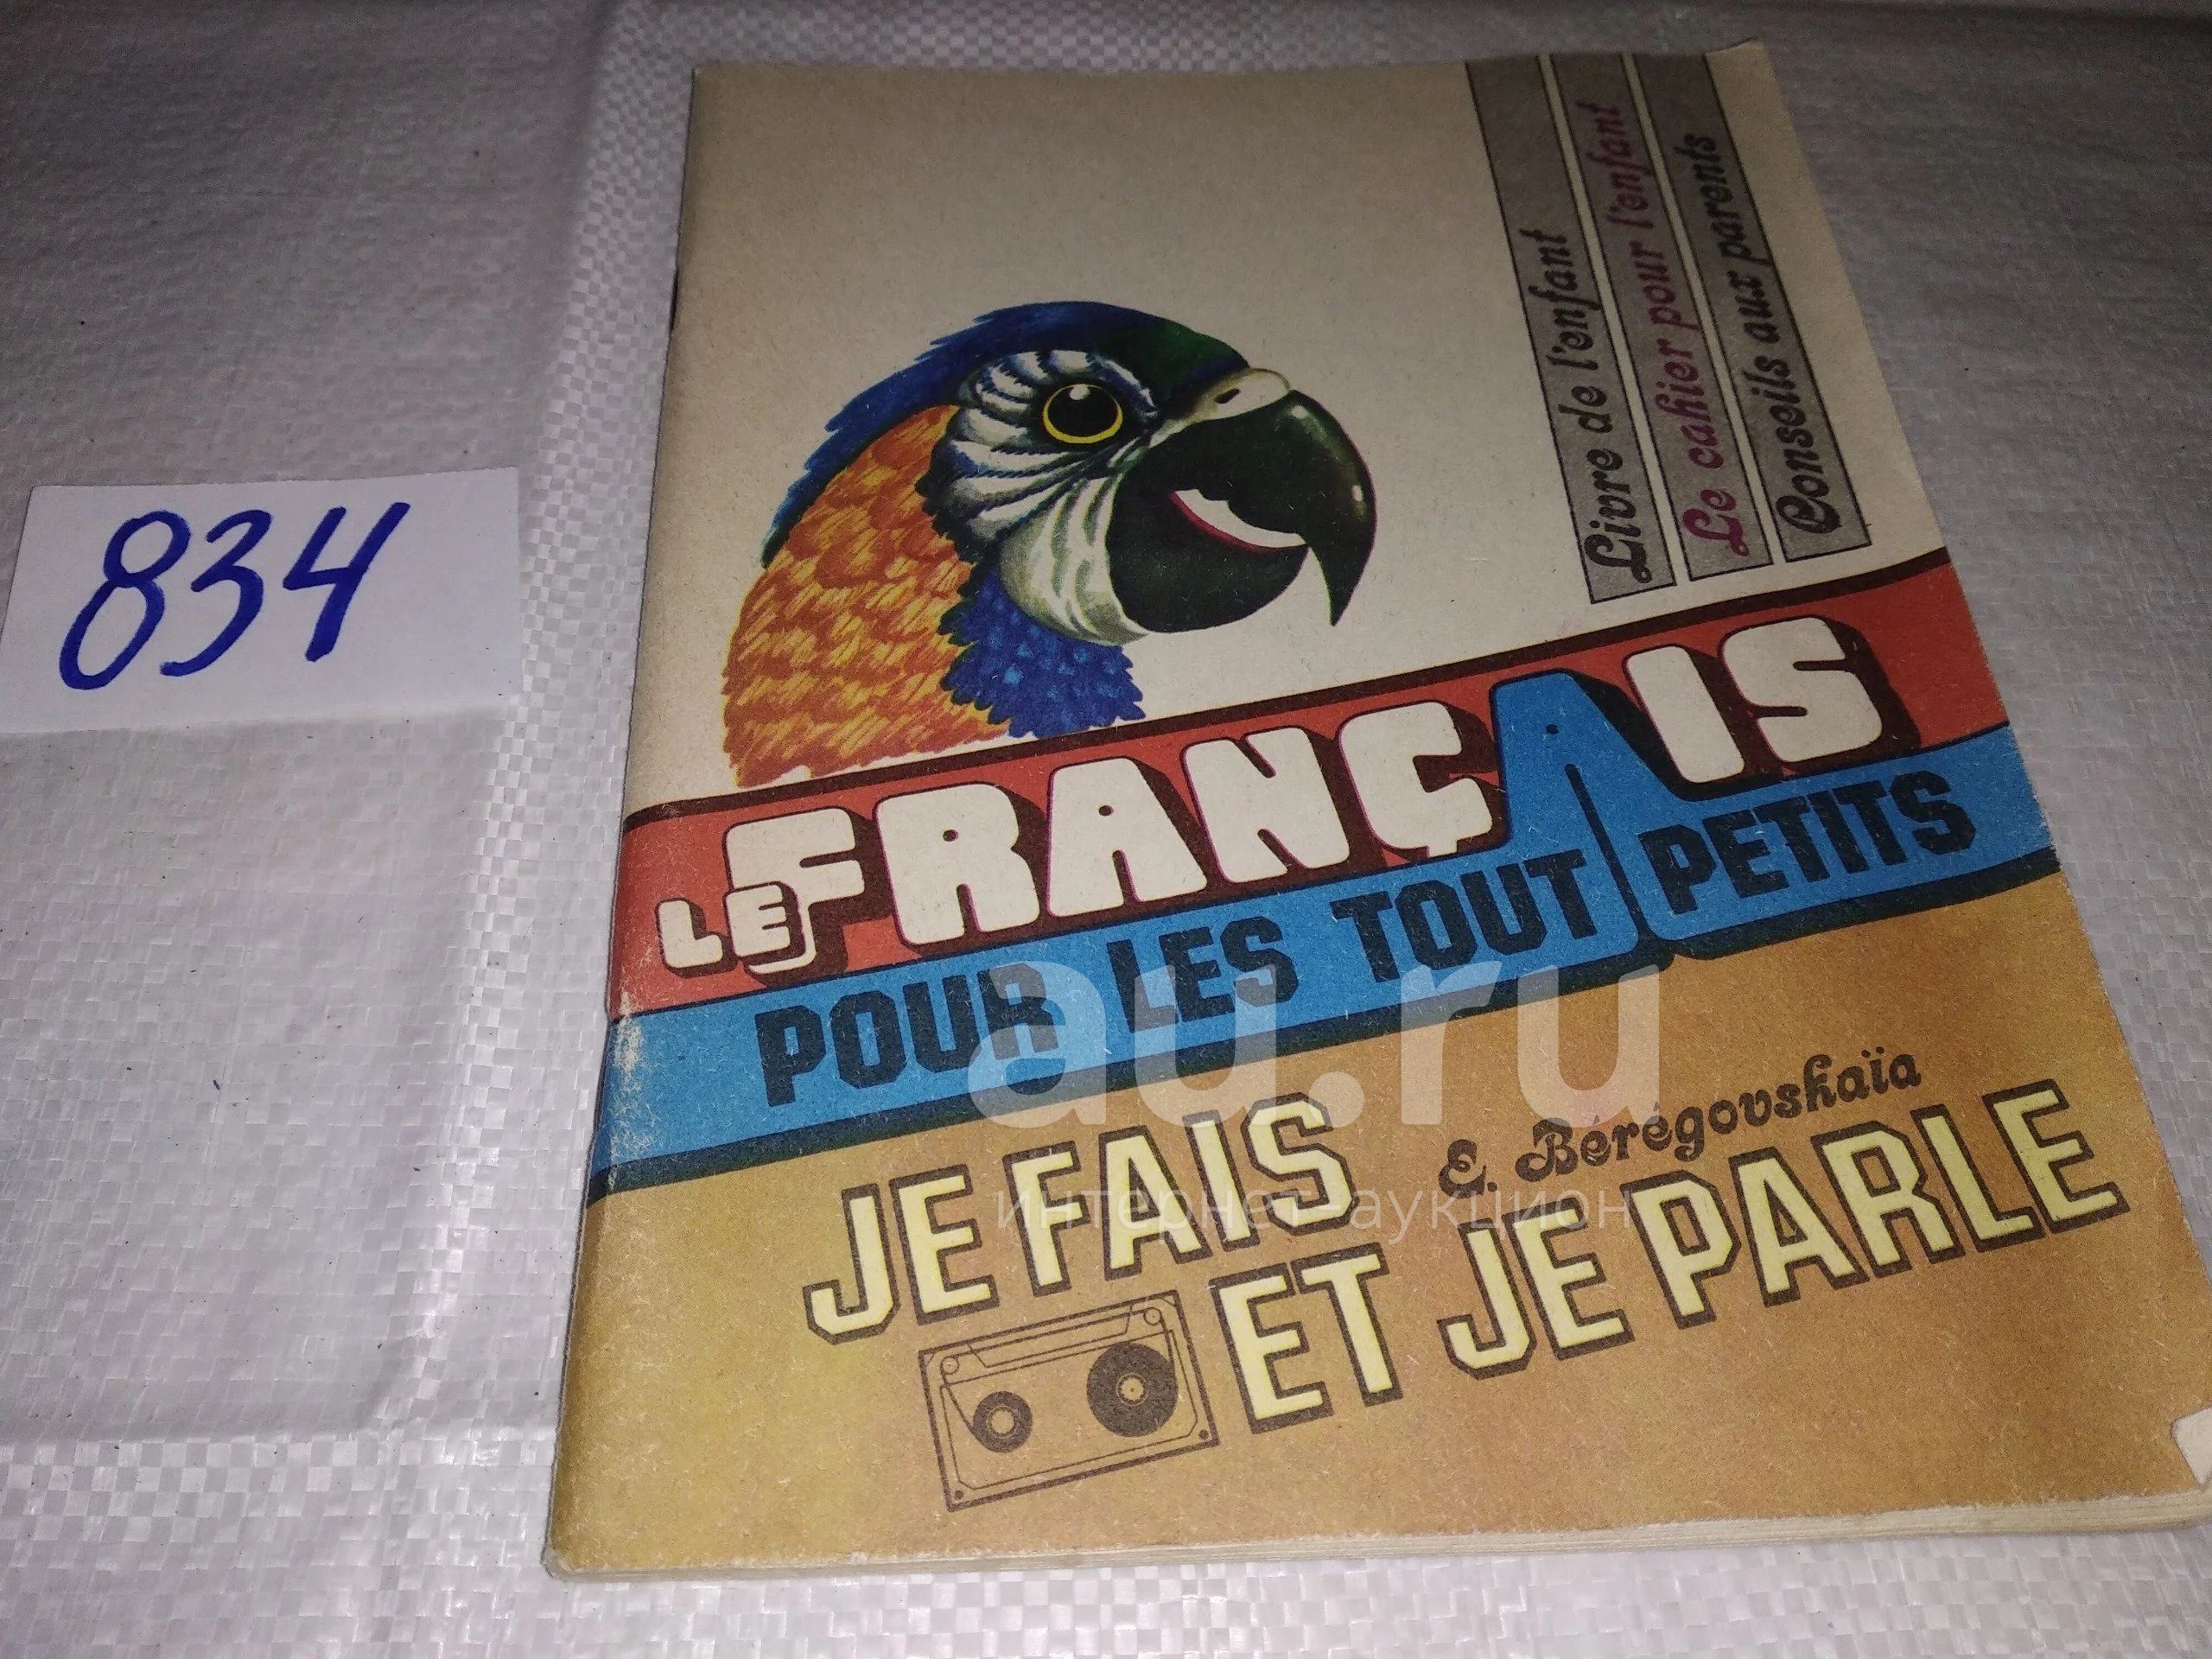 834
Livre de l'enfant
Le cahier pour l'enfant
Conseils aux parents
LE FRANÇAIS
POUR LES TOUT PETITS
E. Bérégovskaïa
JE FAIS
ET JE PARLE
au.ru
интернет-аукцион